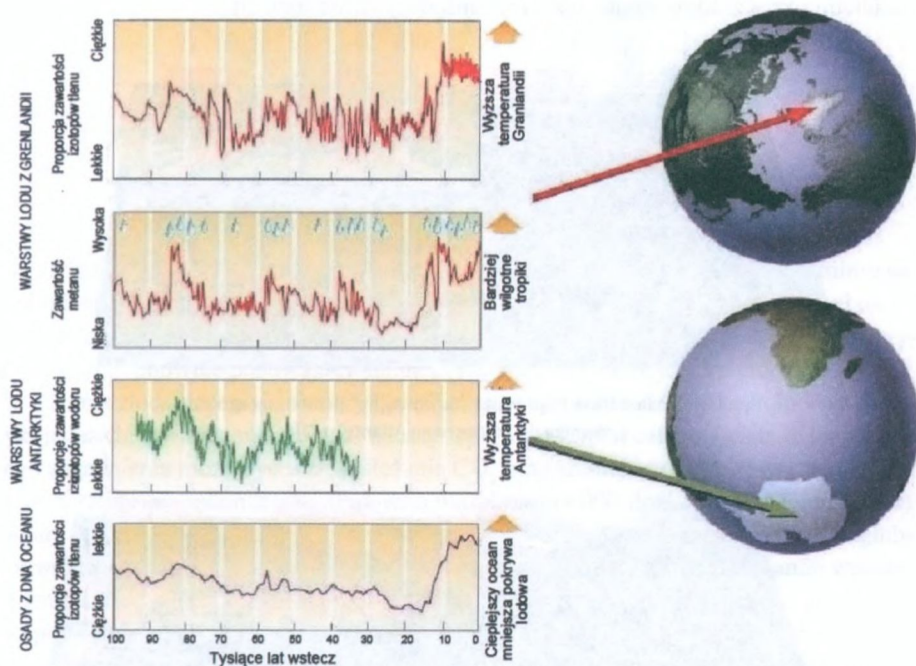 WARSTWY LODU Z GRENLANDII
Proporcje zawartości
izotopów tlenu
Ciężkie
Lekkie
Wyższa
temperatura
Granlandii
Zawartość
metanu
Wysoka
Niska
Bardziej
wilgotne
tropiki
WARSTWY LODU
ANTARKTYKI
Proporcje zawartości
izotopów wodoru
Ciężkie
Lekkie
Wyższa
temperatura
Antarktyki
OSADY Z DNA OCEANU
Proporcje zawartości
izotopów tlenu
lekkie
Ciężkie
Cieplejszy ocean
mniejsza pokrywa
lodowa
100 90 80 70 60 50 40 30 20 10 0
Tysiące lat wstecz